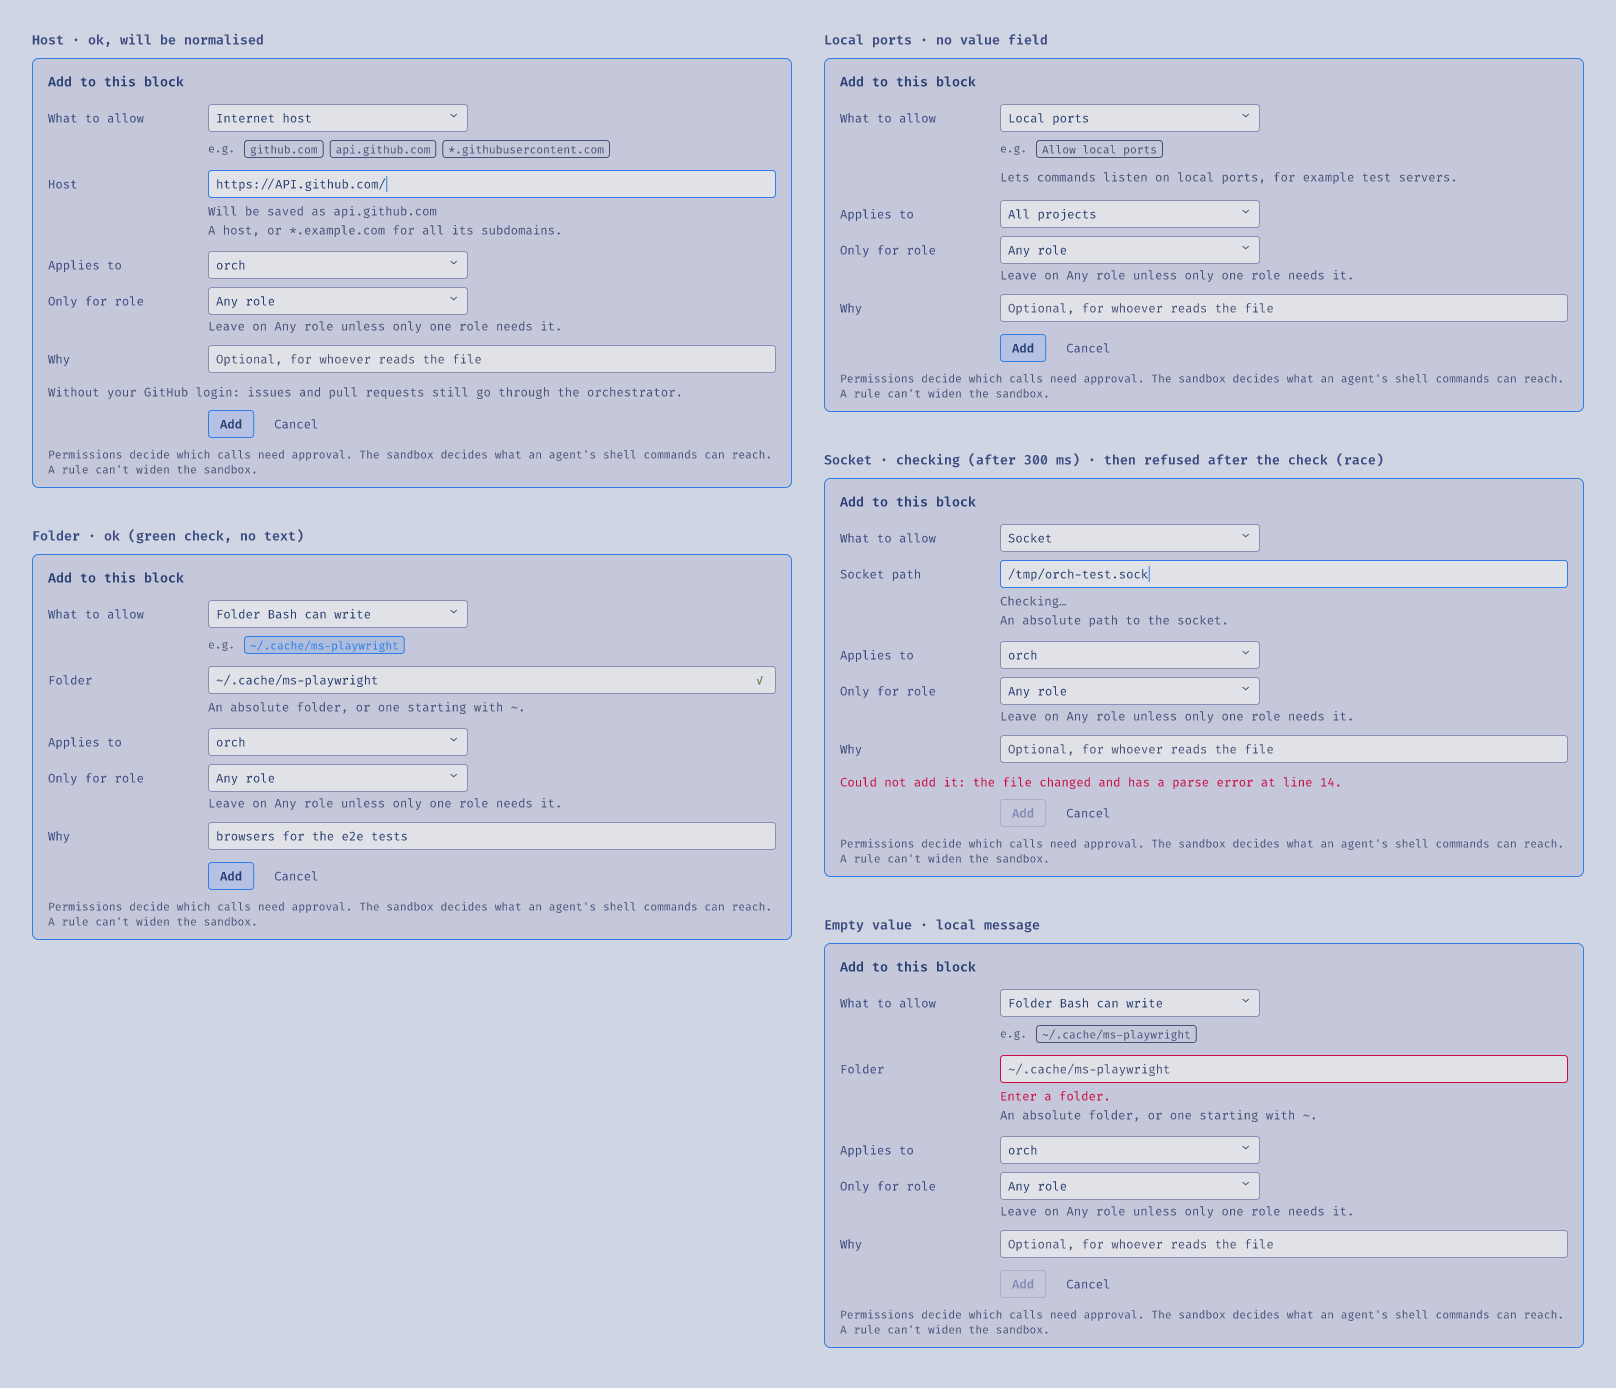 Host · ok, will be normalised
Add to this block
What to allow
Internet host
e.g. github.com api.github.com *.githubusercontent.com
Host
https://API.github.com/
Will be saved as api.github.com
A host, or *.example.com for all its subdomains.
Applies to
orch
Only for role
Any role
Leave on Any role unless only one role needs it.
Why
Optional, for whoever reads the file
Without your GitHub login: issues and pull requests still go through the orchestrator.
Add Cancel
Permissions decide which calls need approval. The sandbox decides what an agent's shell commands can reach.
A rule can't widen the sandbox.
Folder · ok (green check, no text)
Add to this block
What to allow
Folder Bash can write
e.g. ~/.cache/ms-playwright
Folder
~/.cache/ms-playwright √
An absolute folder, or one starting with ~.
Applies to
orch
Only for role
Any role
Leave on Any role unless only one role needs it.
Why
browsers for the e2e tests
Add Cancel
Permissions decide which calls need approval. The sandbox decides what an agent's shell commands can reach.
A rule can't widen the sandbox.
Local ports · no value field
Add to this block
What to allow
Local ports
e.g. Allow local ports
Lets commands listen on local ports, for example test servers.
Applies to
All projects
Only for role
Any role
Leave on Any role unless only one role needs it.
Why
Optional, for whoever reads the file
Add Cancel
Permissions decide which calls need approval. The sandbox decides what an agent's shell commands can reach.
A rule can't widen the sandbox.
Socket · checking (after 300 ms) · then refused after the check (race)
Add to this block
What to allow
Socket
Socket path
/tmp/orch-test.sock
Checking…
An absolute path to the socket.
Applies to
orch
Only for role
Any role
Leave on Any role unless only one role needs it.
Why
Optional, for whoever reads the file
Could not add it: the file changed and has a parse error at line 14.
Add Cancel
Permissions decide which calls need approval. The sandbox decides what an agent's shell commands can reach.
A rule can't widen the sandbox.
Empty value · local message
Add to this block
What to allow
Folder Bash can write
e.g. ~/.cache/ms-playwright
Folder
~/.cache/ms-playwright
Enter a folder.
An absolute folder, or one starting with ~.
Applies to
orch
Only for role
Any role
Leave on Any role unless only one role needs it.
Why
Optional, for whoever reads the file
Add Cancel
Permissions decide which calls need approval. The sandbox decides what an agent's shell commands can reach.
A rule can't widen the sandbox.